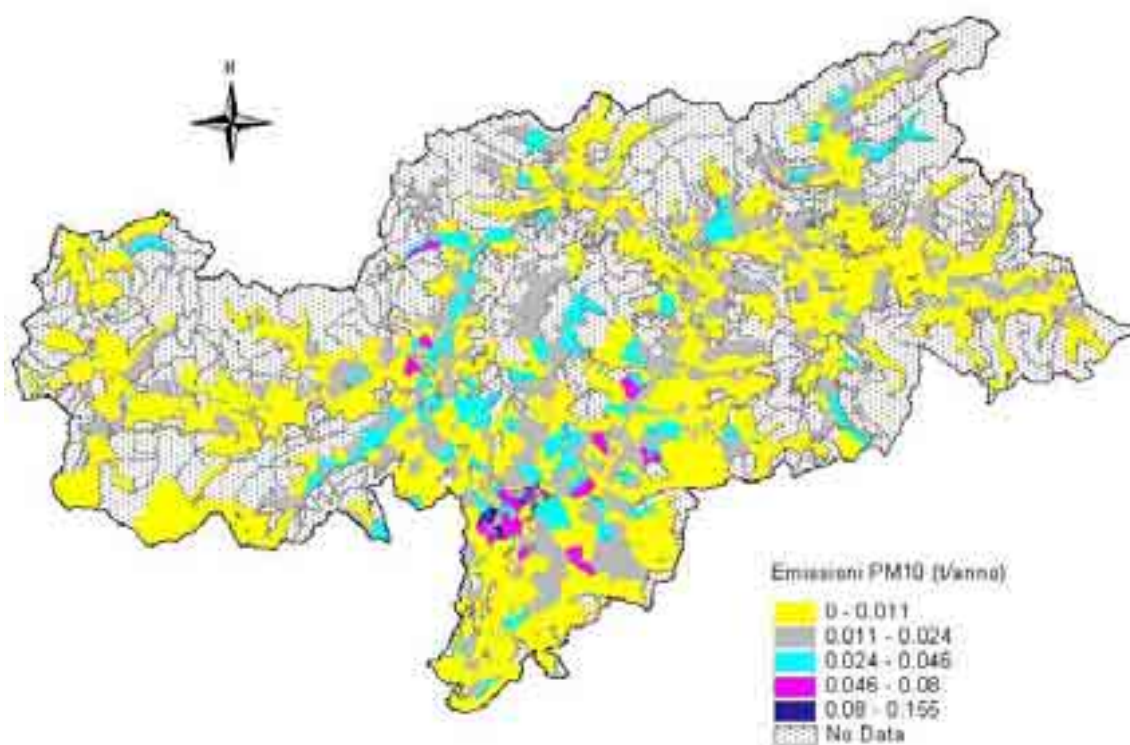 N
Emissioni PM10 (t/anno)
0 - 0.011
0.011 - 0.024
0.024 - 0.046
0.046 - 0.08
0.08 - 0.155
No Data